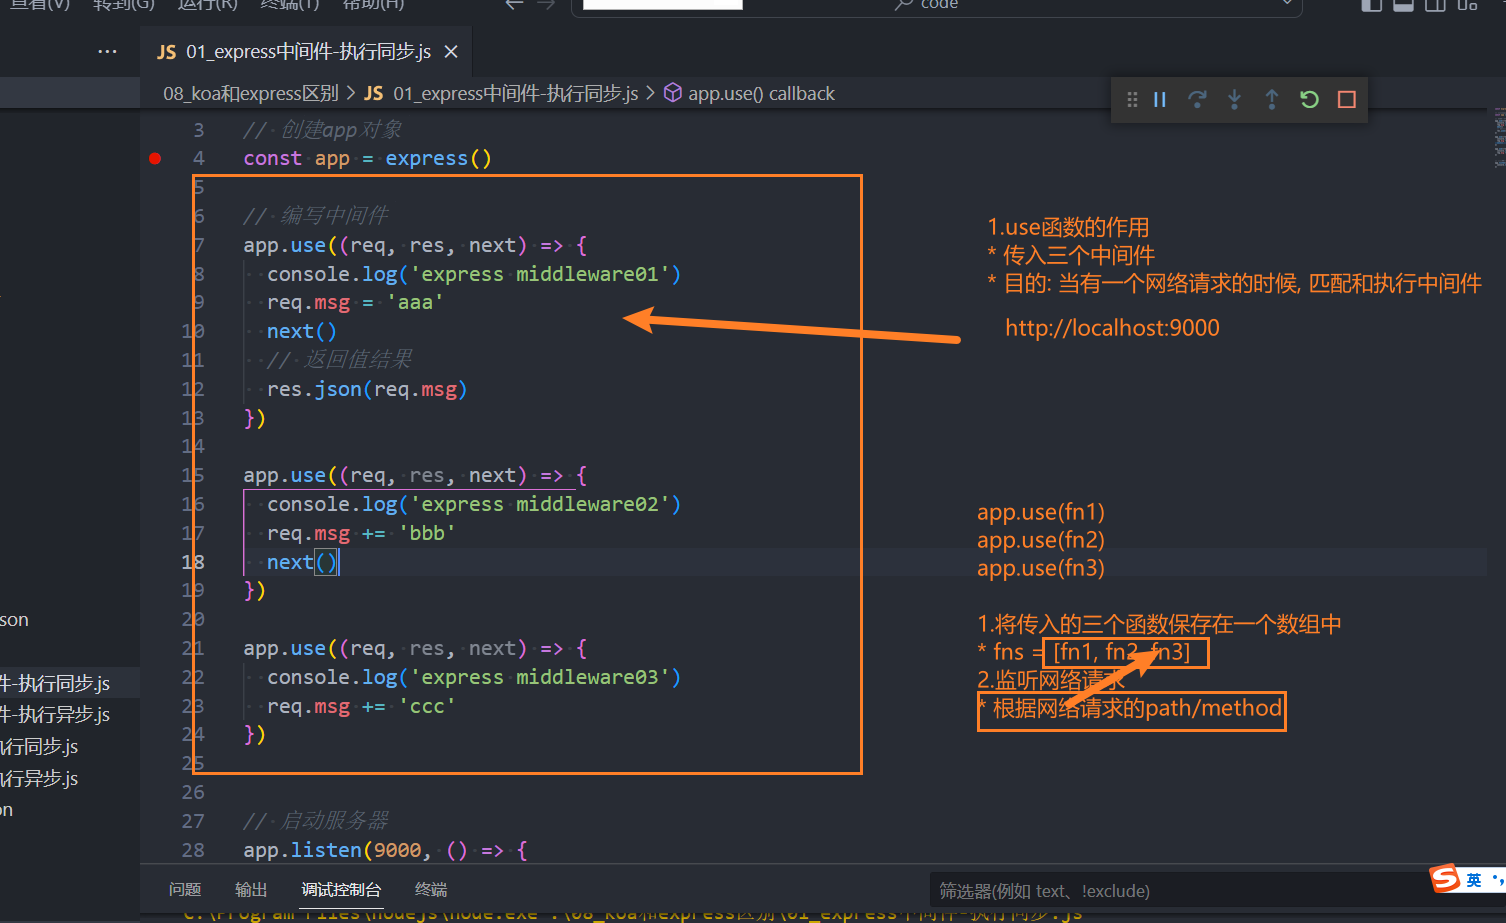 查看(V) 转到(G) 运行(R) 终端(T) 帮助(H)
code
JS 01_express中间件-执行同步.js
08_koa和express区别 > JS 01_express中间件-执行同步.js > app.use() callback
3 // 创建app对象
4 const app = express()
5
6 // 编写中间件
7 app.use((req, res, next) => {
8 console.log('express middleware01')
9 req.msg = 'aaa'
10 next()
11 // 返回值结果
12 res.json(req.msg)
13 })
14
15 app.use((req, res, next) => {
16 console.log('express middleware02')
17 req.msg += 'bbb'
18 next()
19 })
20
21 app.use((req, res, next) => {
22 console.log('express middleware03')
23 req.msg += 'ccc'
24 })
25
26
27 // 启动服务器
28 app.listen(9000, () => {
1.use函数的作用
* 传入三个中间件
* 目的: 当有一个网络请求的时候, 匹配和执行中间件
http://localhost:9000
app.use(fn1)
app.use(fn2)
app.use(fn3)
1.将传入的三个函数保存在一个数组中
* fns = [fn1, fn2, fn3]
2.监听网络请求
* 根据网络请求的path/method
son
件-执行同步.js
件-执行异步.js
执行同步.js
执行异步.js
on
问题 输出 调试控制台 终端
筛选器(例如 text、!exclude)
C:\Program Files\nodejs\node.exe .\08_koa和express区别\01_express中间件-执行同步.js
S 英